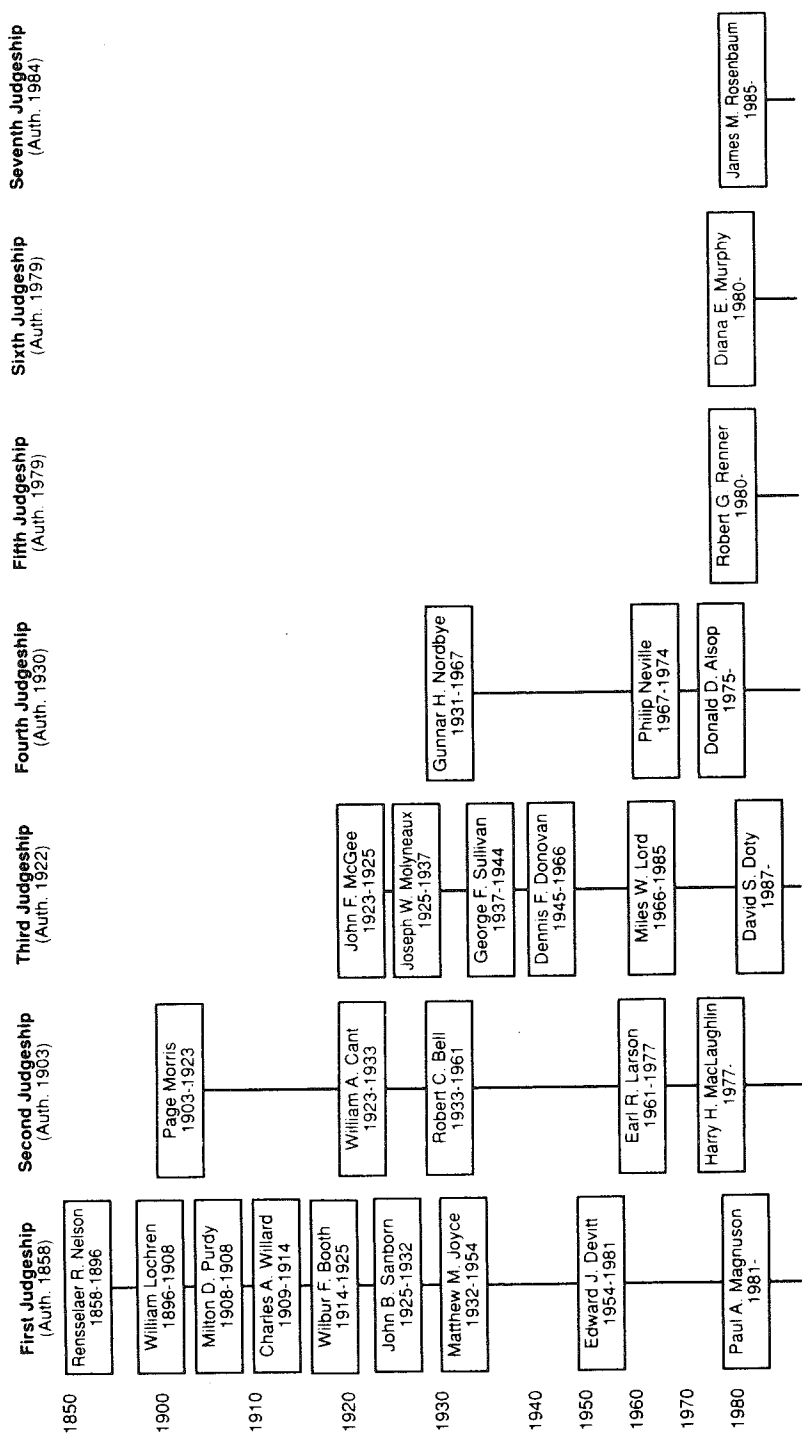 First Judgeship
(Auth. 1858)
Rensselaer R. Nelson
1858-1896
William Lochren
1896-1908
Milton D. Purdy
1908-1908
Charles A. Willard
1909-1914
Wilbur F. Booth
1914-1925
John B. Sanborn
1925-1932
Matthew M. Joyce
1932-1954
Edward J. Devitt
1954-1981
Paul A. Magnuson
1981-
Second Judgeship
(Auth. 1903)
Page Morris
1903-1923
William A. Cant
1923-1933
Robert C. Bell
1933-1961
Earl R. Larson
1961-1977
Harry H. MacLaughlin
1977-
Third Judgeship
(Auth. 1922)
John F. McGee
1923-1925
Joseph W. Molyneaux
1925-1937
George F. Sullivan
1937-1944
Dennis F. Donovan
1945-1966
Miles W. Lord
1966-1985
David S. Doty
1987-
Fourth Judgeship
(Auth. 1930)
Gunnar H. Nordbye
1931-1967
Philip Neville
1967-1974
Donald D. Alsop
1975-
Fifth Judgeship
(Auth. 1979)
Robert G. Renner
1980-
Sixth Judgeship
(Auth. 1979)
Diana E. Murphy
1980-
Seventh Judgeship
(Auth. 1984)
James M. Rosenbaum
1985-
1850
1900
1910
1920
1930
1940
1950
1960
1970
1980